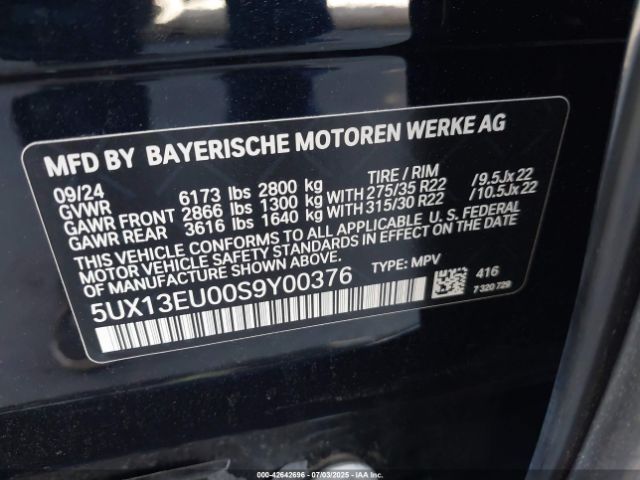 MFD BY BAYERISCHE MOTOREN WERKE AG
09/24
GVWR 6173 lbs 2800 kg
GAWR FRONT 2866 lbs 1300 kg
GAWR REAR 3616 lbs 1640 kg
TIRE / RIM
WITH 275/35 R22 /9.5Jx22
WITH 315/30 R22 /10.5Jx22
THIS VEHICLE CONFORMS TO ALL APPLICABLE U.S. FEDERAL
MOTOR VEHICLE SAFETY STANDARDS IN EFFECT ON THE DATE
OF MANUFACTURE SHOWN ABOVE.
5UX13EU00S9Y00376 TYPE: MPV
416
7 320 729
000-42642696 - 07/03/2025 - IAAI.COM